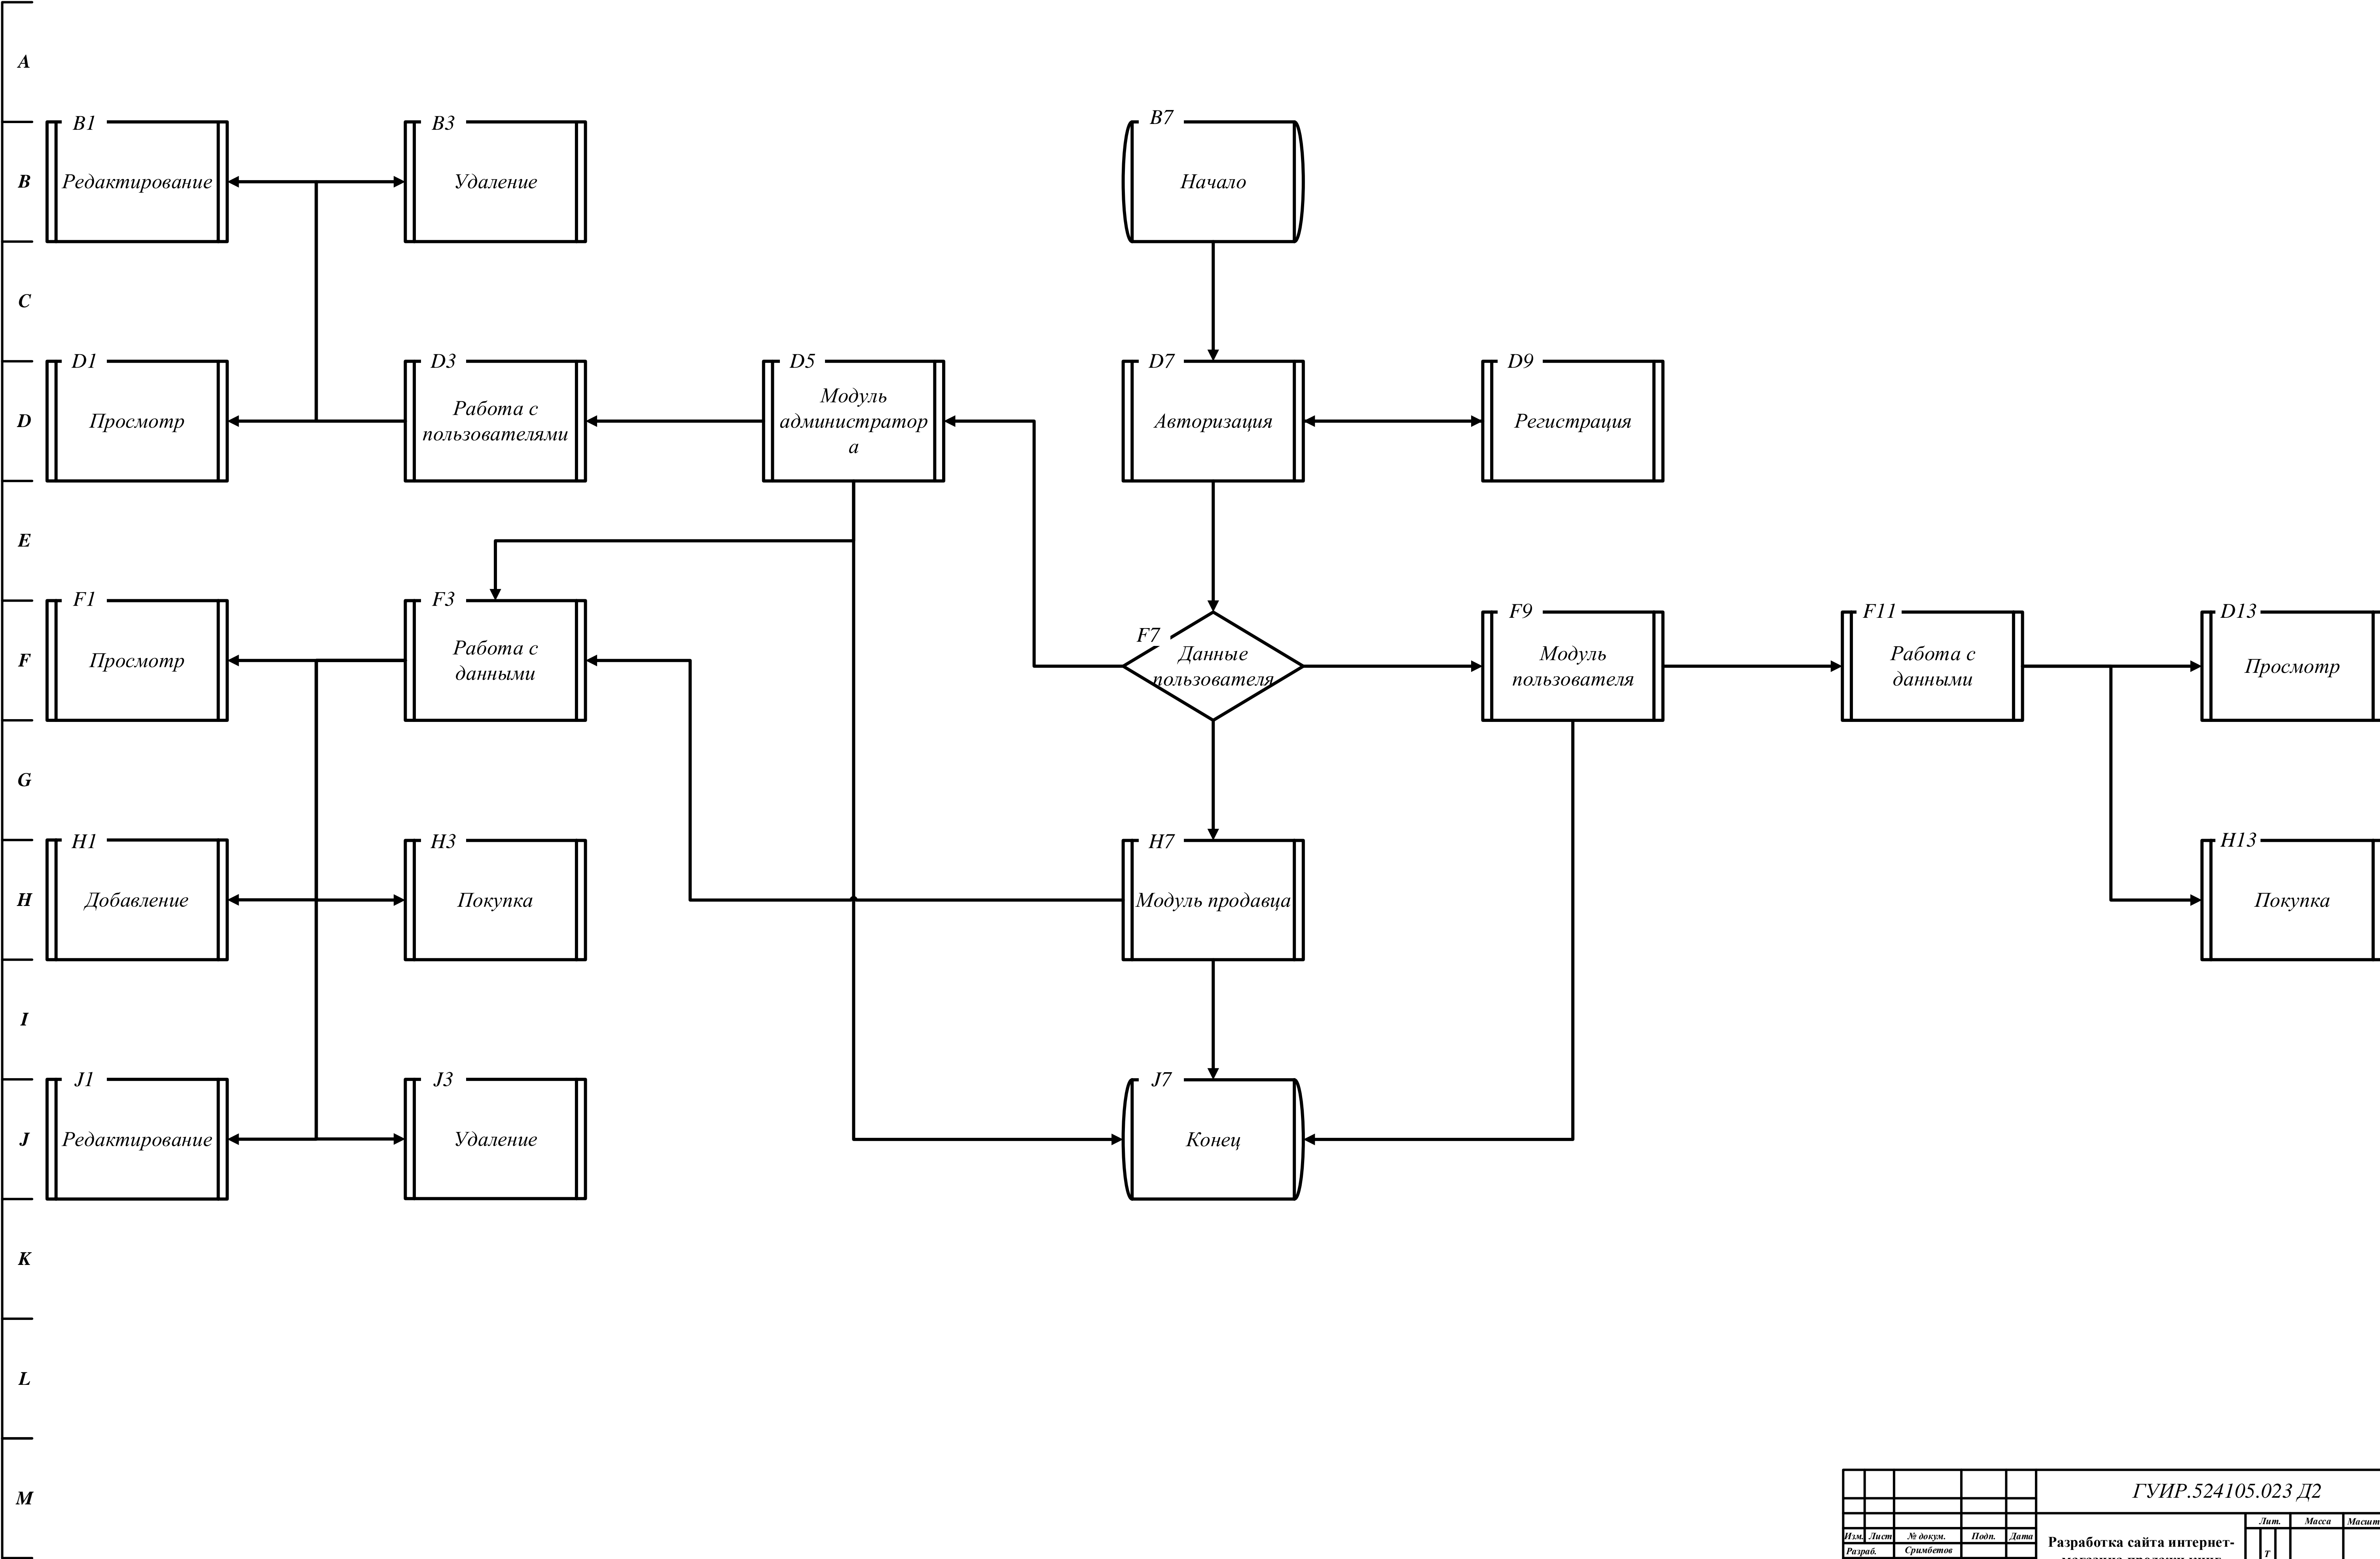 A
B1
B3
B7
B
Редактирование
Удаление
Начало
C
D1
D3
D5
D7
D9
D
Просмотр
Работа с
пользователями
Модуль
администратор
а
Авторизация
Регистрация
E
F1
F3
F7
F9
F11
D13
F
Просмотр
Работа с
данными
Данные
пользователя
Модуль
пользователя
Работа с
данными
Просмотр
G
H1
H3
H7
H13
H
Добавление
Покупка
Модуль продавца
Покупка
I
J1
J3
J7
J
Редактирование
Удаление
Конец
K
L
M
ГУИР.524105.023 Д2
Лит.
Масса
Изм.
Лист
№ докум.
Подп.
Дата
Разраб.
Сримбетов
Разработка сайта интернет-
Т